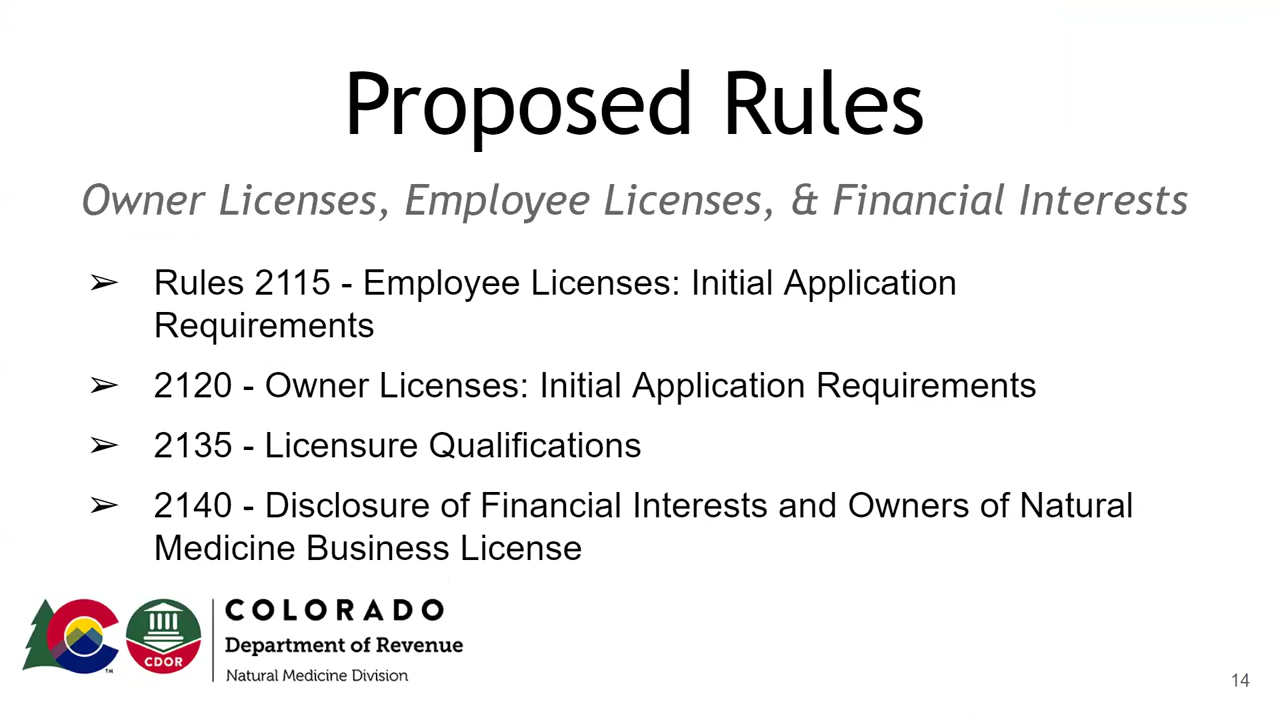 Proposed Rules
Owner Licenses, Employee Licenses, & Financial Interests
➢ Rules 2115 - Employee Licenses: Initial Application
Requirements
➢ 2120 - Owner Licenses: Initial Application Requirements
➢ 2135 - Licensure Qualifications
➢ 2140 - Disclosure of Financial Interests and Owners of Natural
Medicine Business License
COLORADO
Department of Revenue
Natural Medicine Division
CDOR
TM
14